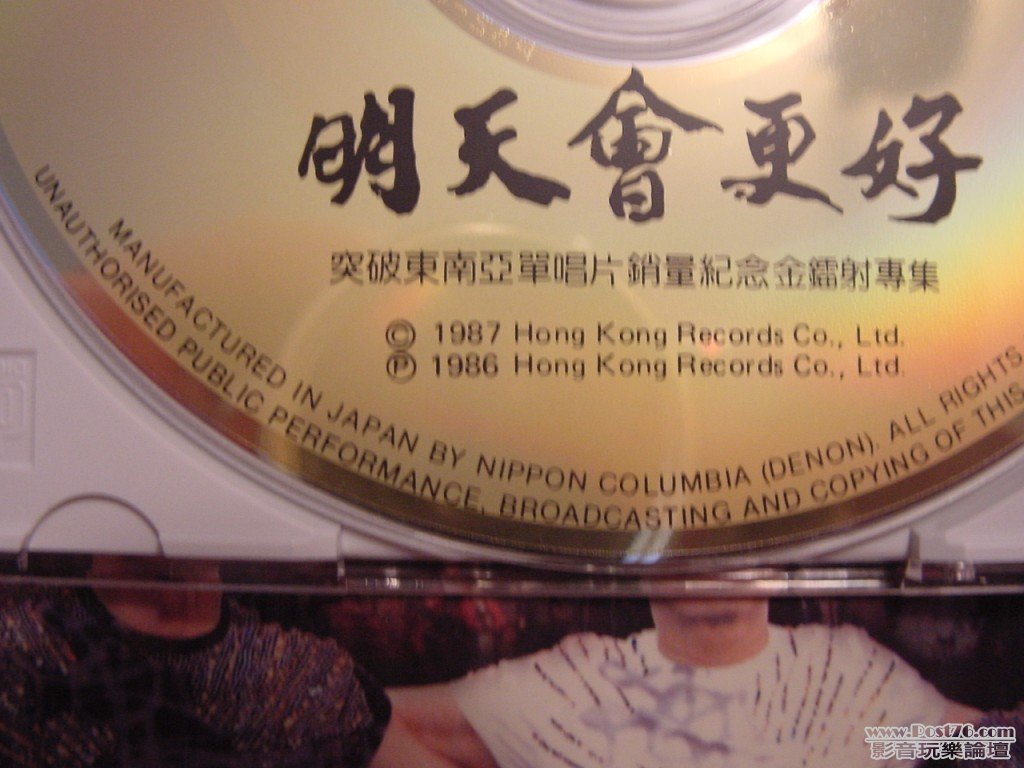 明天會更好
突破東南亞單唱片銷量紀念金鐳射專集
© 1987 Hong Kong Records Co., Ltd.
℗ 1986 Hong Kong Records Co., Ltd.
MANUFACTURED IN JAPAN BY NIPPON COLUMBIA (DENON). ALL RIGHTS
UNAUTHORISED PUBLIC PERFORMANCE, BROADCASTING AND COPYING OF THIS
www.Post76.com
影音玩樂論壇